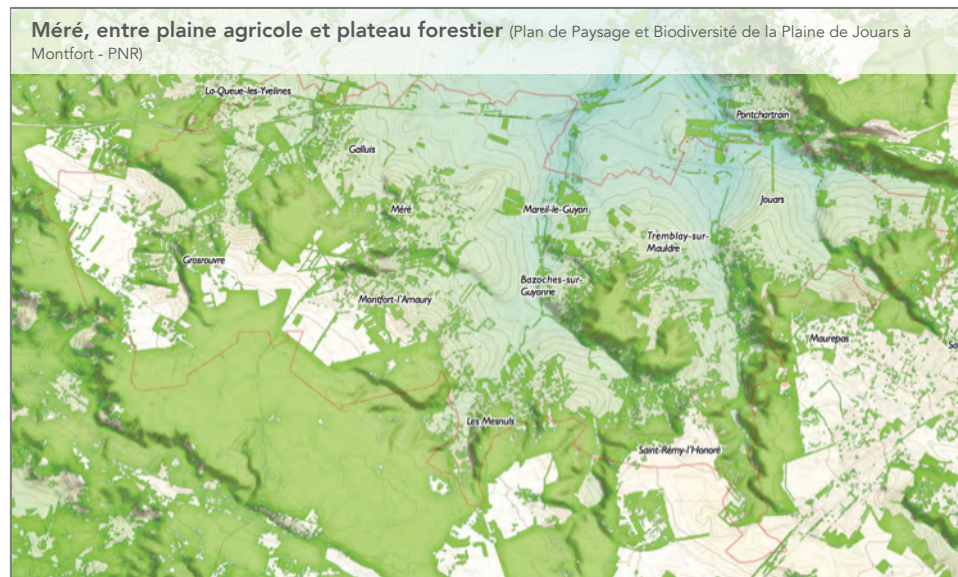 Méré, entre plaine agricole et plateau forestier (Plan de Paysage et Biodiversité de la Plaine de Jouars à
Montfort - PNR)
La-Queue-les-Yvelines
Pontchartrain
Galluis
Jouars
Méré
Mareil-le-Guyon
Tremblay-sur-
Mauldre
Grosrouvre
Bazoches-sur-
Guyonne
Montfort-l'Amaury
Maurepas
Les Mesnuls
Saint-Rémy-l'Honoré